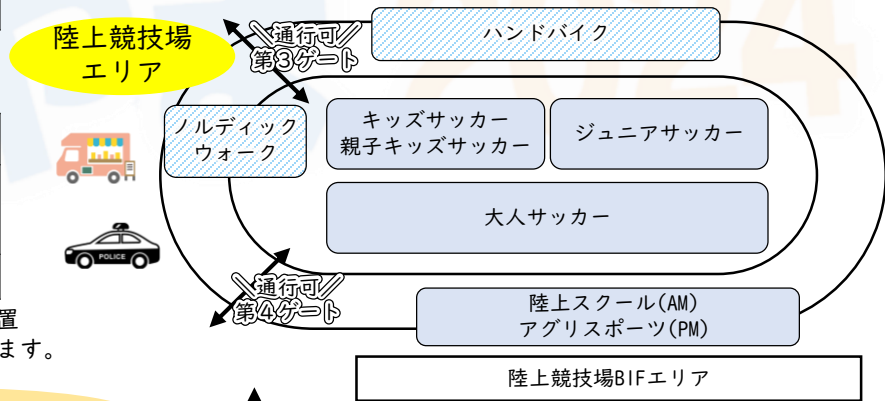 陸上競技場
エリア
\通行可/
第3ゲート
ハンドバイク
ノルディック
ウォーク
キッズサッカー
親子キッズサッカー
ジュニアサッカー
大人サッカー
POLICE
\通行可/
第4ゲート
陸上スクール(AM)
アグリスポーツ(PM)
置
ます。
陸上競技場BIFエリア